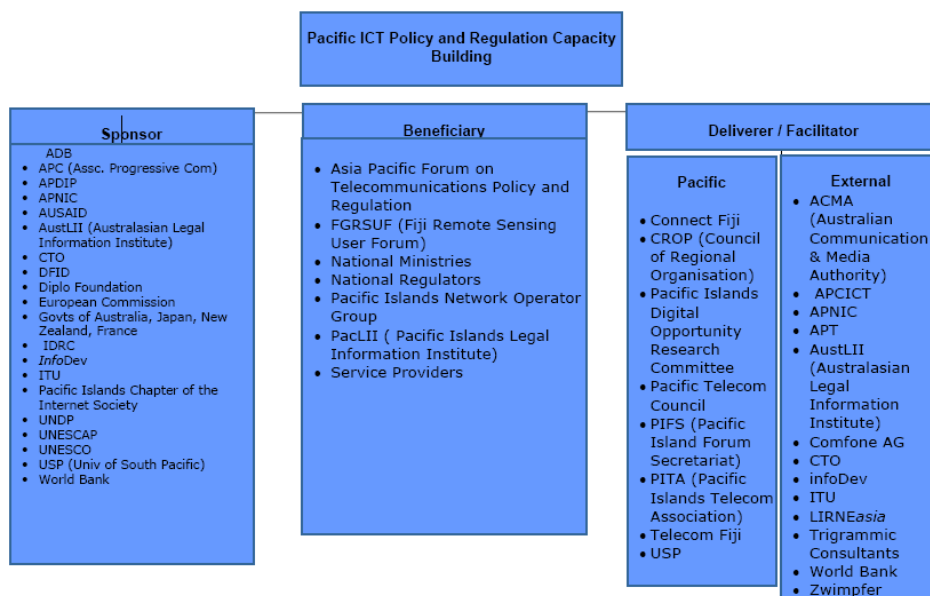 Pacific ICT Policy and Regulation Capacity
Building
Sponsor
ADB
• APC (Assc. Progressive Com)
• APDIP
• APNIC
• AUSAID
• AustLII (Australasian Legal
Information Institute)
• CTO
• DFID
• Diplo Foundation
• European Commission
• Govts of Australia, Japan, New
Zealand, France
• IDRC
• InfoDev
• ITU
• Pacific Islands Chapter of the
Internet Society
• UNDP
• UNESCAP
• UNESCO
• USP (Univ of South Pacific)
• World Bank
Beneficiary
• Asia Pacific Forum on
Telecommunications Policy and
Regulation
• FGRSUF (Fiji Remote Sensing
User Forum)
• National Ministries
• National Regulators
• Pacific Islands Network Operator
Group
• PacLII ( Pacific Islands Legal
Information Institute)
• Service Providers
Deliverer / Facilitator
Pacific
• Connect Fiji
• CROP (Council
of Regional
Organisation)
• Pacific Islands
Digital
Opportunity
Research
Committee
• Pacific Telecom
Council
• PIFS (Pacific
Island Forum
Secretariat)
• PITA (Pacific
Islands Telecom
Association)
• Telecom Fiji
• USP
External
• ACMA
(Australian
Communication
& Media
Authority)
• APCICT
• APNIC
• APT
• AustLII
(Australasian
Legal
Information
Institute)
• Comfone AG
• CTO
• infoDev
• ITU
• LIRNEasia
• Trigrammic
Consultants
• World Bank
• Zwimpfer